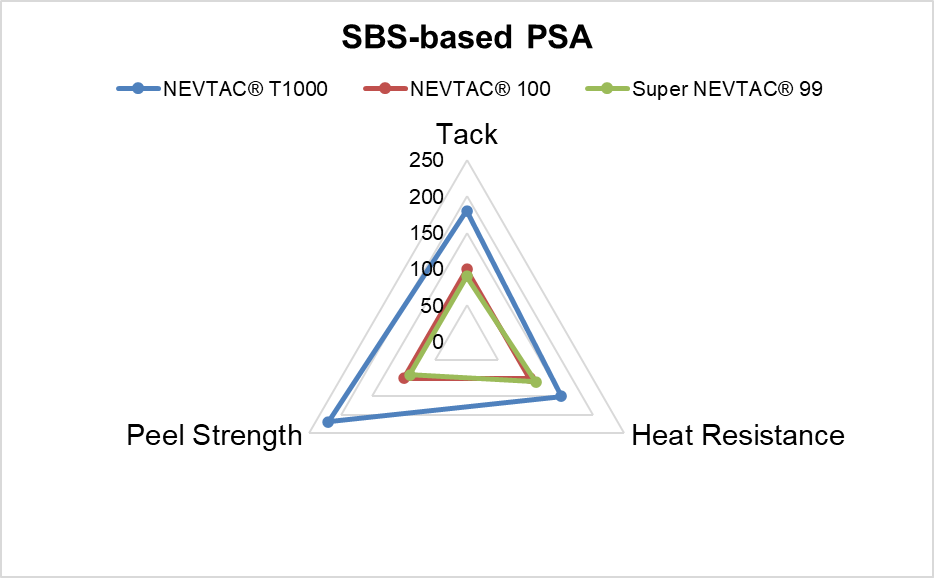 SBS-based PSA
NEVTAC® T1000 NEVTAC® 100 Super NEVTAC® 99
Tack
250
200
150
100
50
0
Peel Strength Heat Resistance